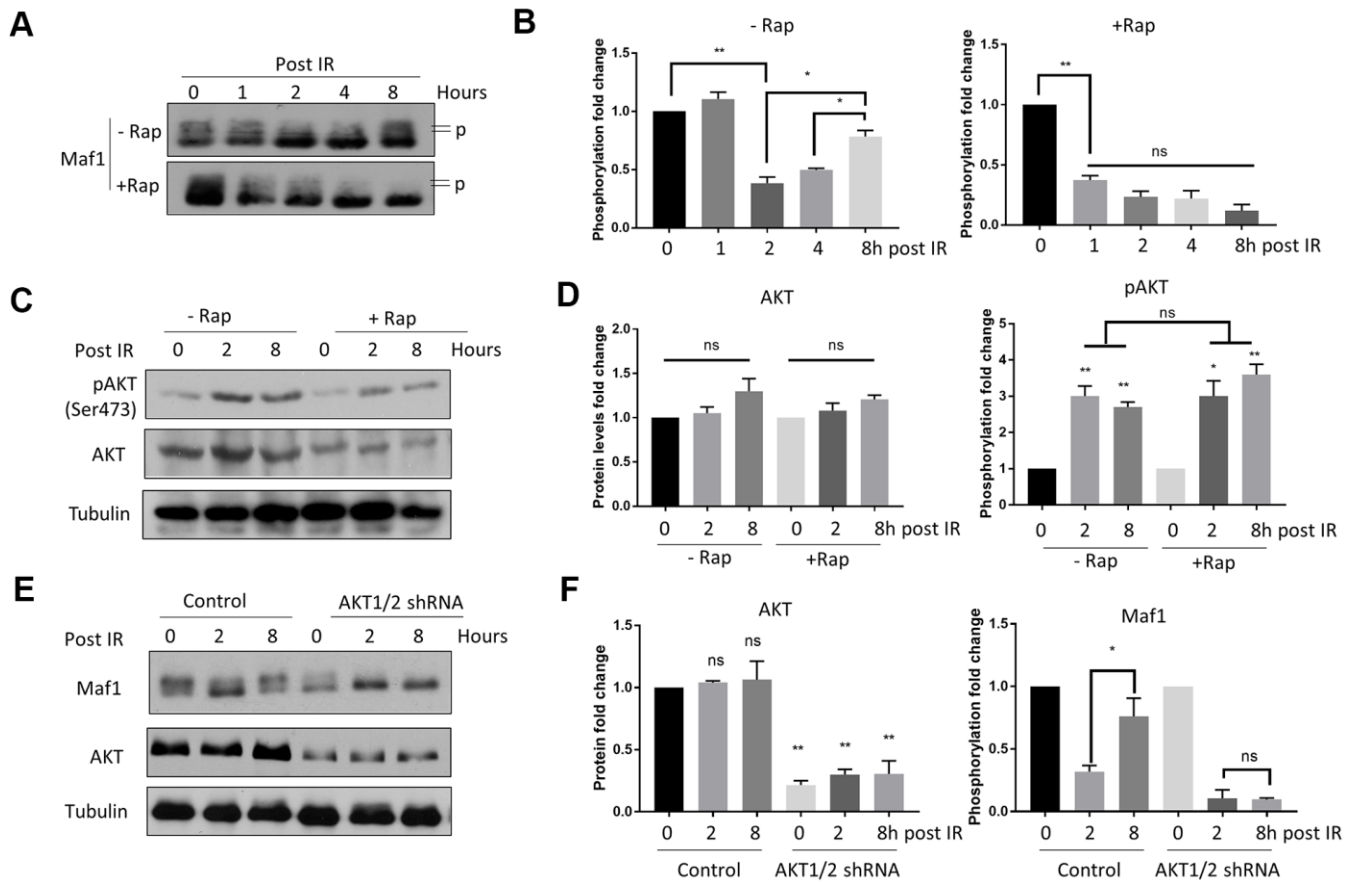 A
Post IR
0 1 2 4 8 Hours
Maf1
- Rap
p
+Rap
p
B
- Rap
Phosphorylation fold change
1.5
1.0
0.5
0.0
**
*
*
0 1 2 4 8h post IR
+Rap
Phosphorylation fold change
1.5
1.0
0.5
0.0
**
ns
0 1 2 4 8h post IR
C
- Rap + Rap
Post IR 0 2 8 0 2 8 Hours
pAKT
(Ser473)
AKT
Tubulin
D
AKT
Protein levels fold change
2.0
1.5
1.0
0.5
0.0
ns ns
0 2 8 0 2 8h post IR
- Rap +Rap
pAKT
Phosphorylation fold change
5
4
3
2
1
0
ns
** ** * **
0 2 8 0 2 8h post IR
- Rap +Rap
E
Control AKT1/2 shRNA
Post IR 0 2 8 0 2 8 Hours
Maf1
AKT
Tubulin
F
AKT
Protein fold change
1.5
1.0
0.5
0.0
ns ns
** ** **
0 2 8 0 2 8h post IR
Control AKT1/2 shRNA
Maf1
Phosphorylation fold change
1.5
1.0
0.5
0.0
*
ns
0 2 8 0 2 8h post IR
Control AKT1/2 shRNA